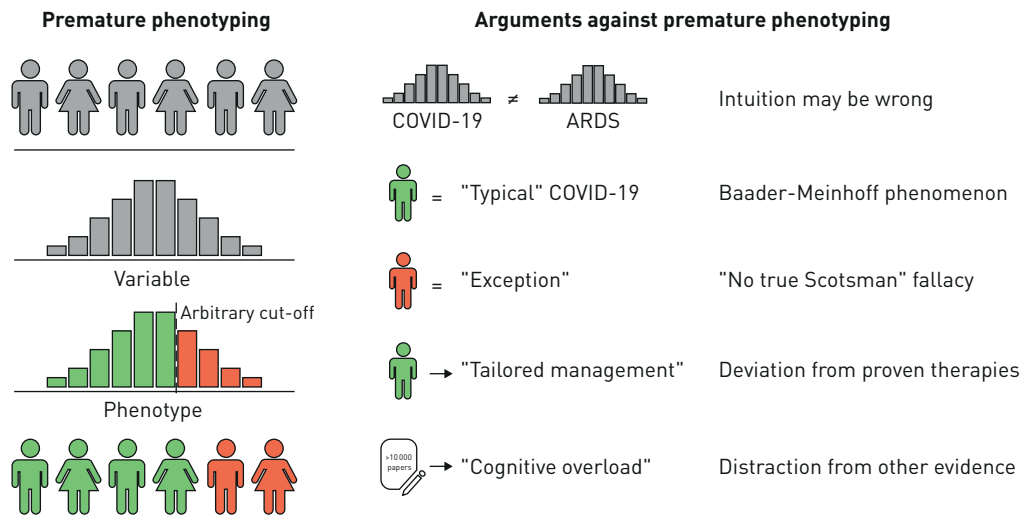 Premature phenotyping
Variable
Arbitrary cut-off
Phenotype
Arguments against premature phenotyping
COVID-19 ≠ ARDS Intuition may be wrong
= "Typical" COVID-19 Baader-Meinhoff phenomenon
= "Exception" "No true Scotsman" fallacy
→ "Tailored management" Deviation from proven therapies
>10 000
papers
→ "Cognitive overload" Distraction from other evidence